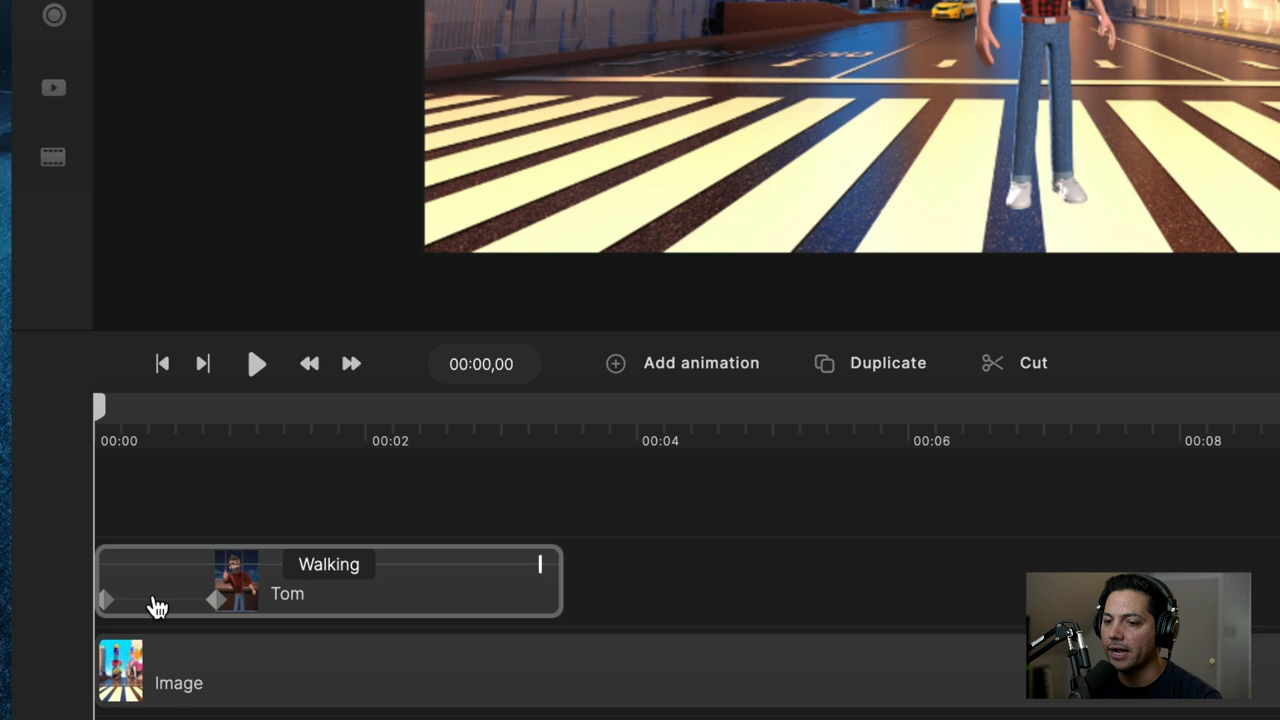 00:00,00
Add animation
Duplicate
Cut
00:00
00:02
00:04
00:06
00:08
Walking
Tom
Image